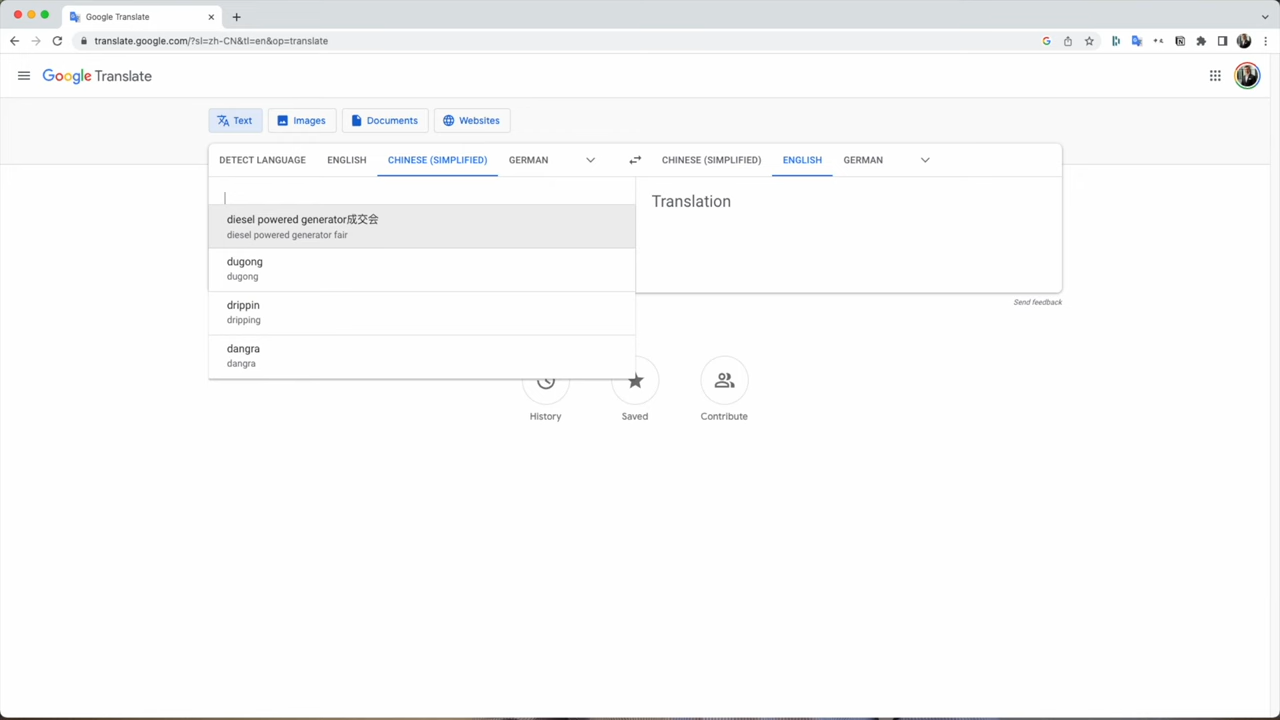 Google Translate
translate.google.com/?sl=zh-CN&tl=en&op=translate
Google Translate
Text Images Documents Websites
DETECT LANGUAGE ENGLISH CHINESE (SIMPLIFIED) GERMAN CHINESE (SIMPLIFIED) ENGLISH GERMAN
Translation
diesel powered generator成交会
diesel powered generator fair
dugong
dugong
drippin
dripping
dangra
dangra
Send feedback
History Saved Contribute